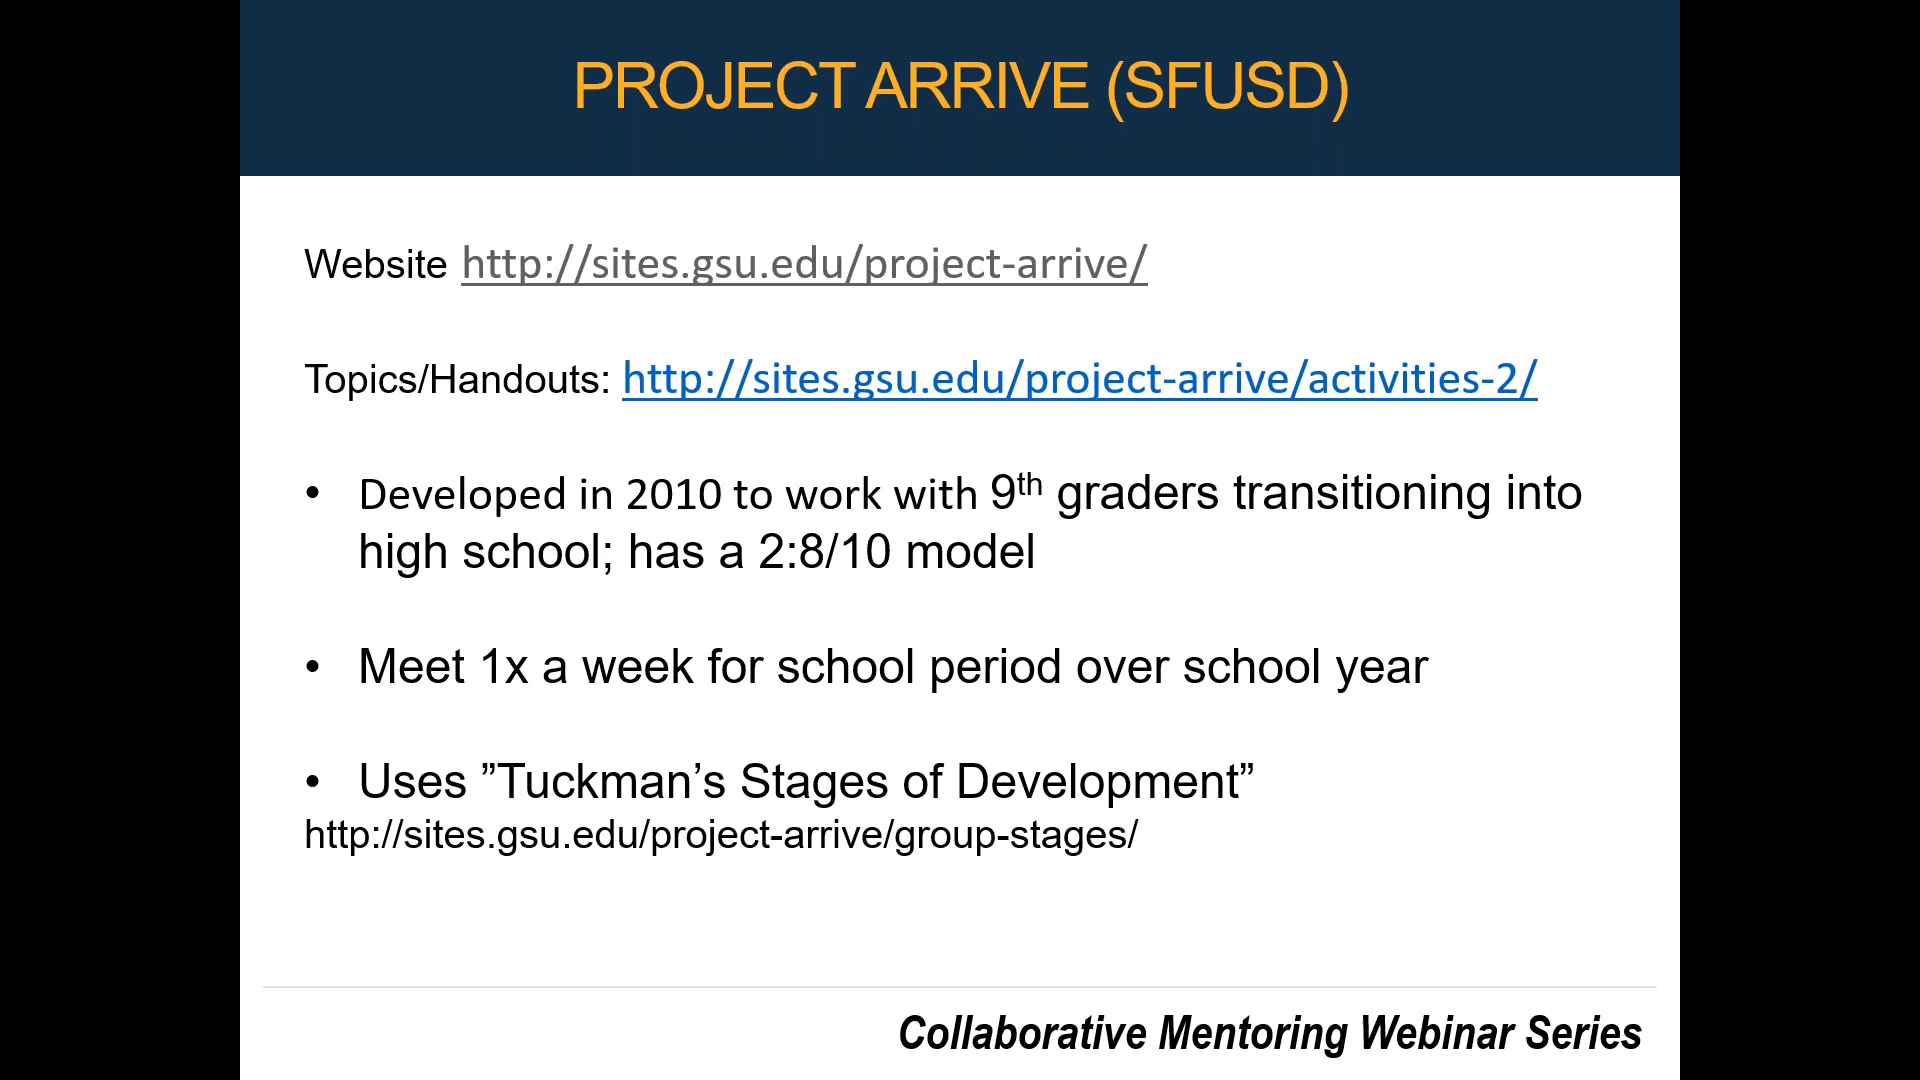 PROJECT ARRIVE (SFUSD)
Website http://sites.gsu.edu/project-arrive/
Topics/Handouts: http://sites.gsu.edu/project-arrive/activities-2/
• Developed in 2010 to work with 9th graders transitioning into
high school; has a 2:8/10 model
• Meet 1x a week for school period over school year
• Uses ”Tuckman’s Stages of Development”
http://sites.gsu.edu/project-arrive/group-stages/
Collaborative Mentoring Webinar Series